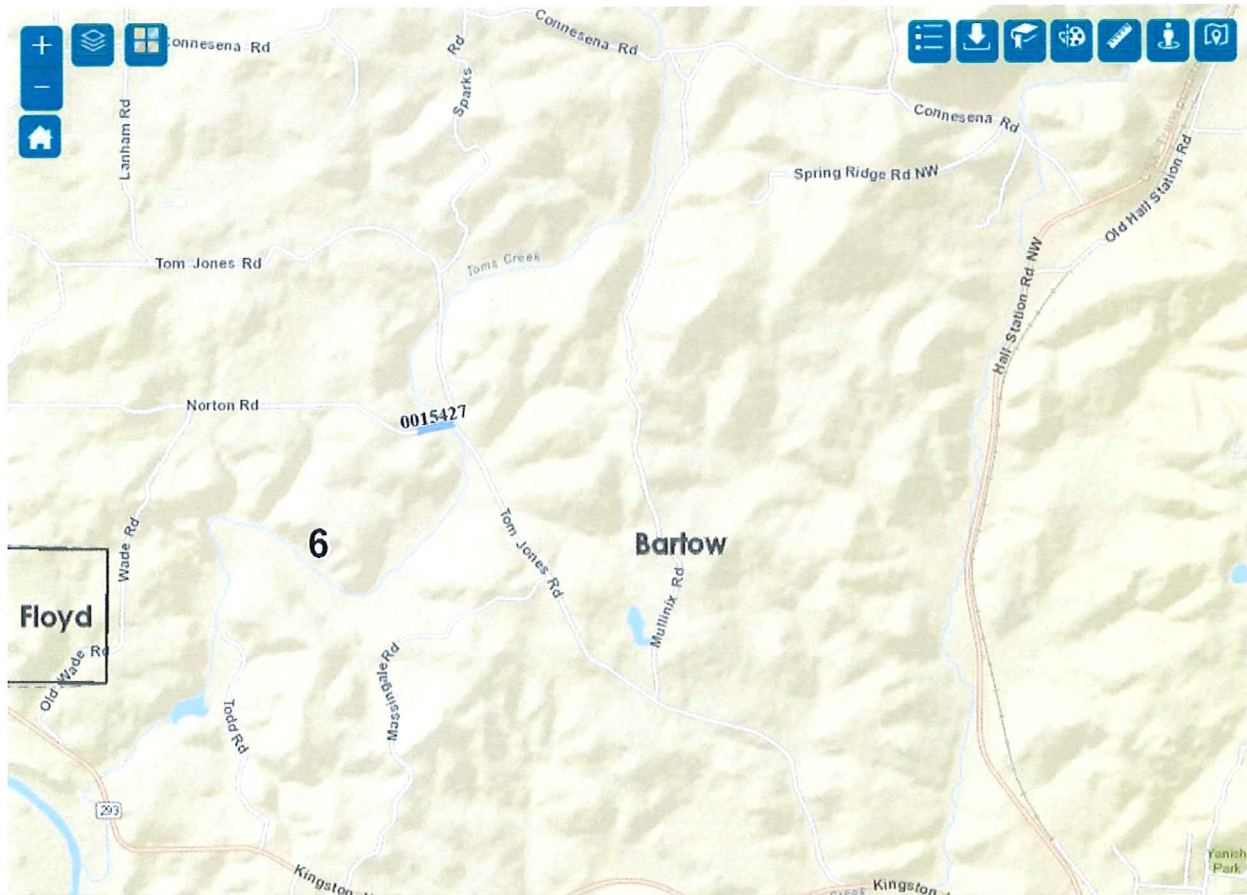 Connesena Rd
+
Connesena Rd
Sparks Rd
−
Lanham Rd
Connesena Rd
Spring Ridge Rd NW
Old Hall Station Rd
Tom Jones Rd
Toms Creek
Hall Station Rd NW
Norton Rd
0015427
Wade Rd
6
Tom Jones Rd
Bartow
Floyd
Mullinix Rd
Old Wade Rd
Massingale Rd
Todd Rd
293
Yanish
Park
Kingston
Creek
Kingston